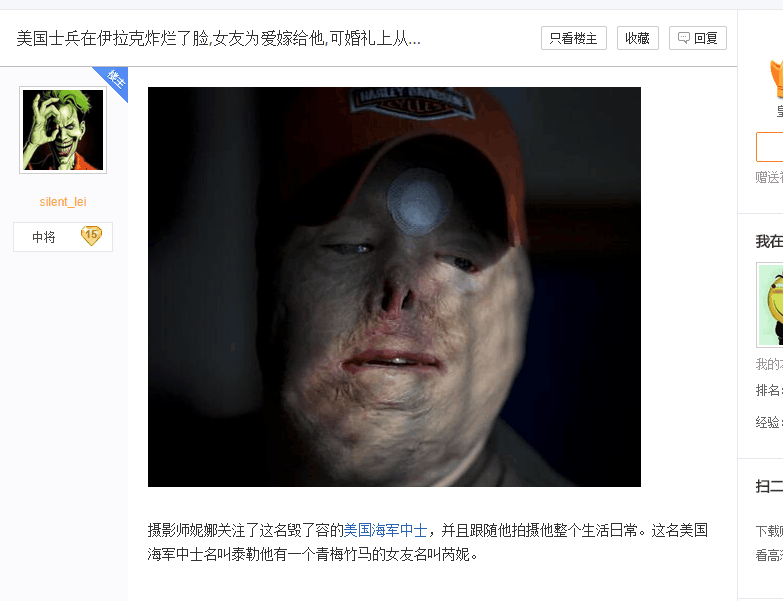 美国士兵在伊拉克炸烂了脸,女友为爱嫁给他,可婚礼上从...
只看楼主
收藏
回复
楼主
silent_lei
中将
15
HARLEY DAVIDSON
CYCLES
摄影师妮娜关注了这名毁了容的美国海军中士，并且跟随他拍摄他整个生活日常。这名美国
海军中士名叫泰勒他有一个青梅竹马的女友名叫芮妮。
赠送
我在
我的
排名:
经验:
扫二
下载
看高